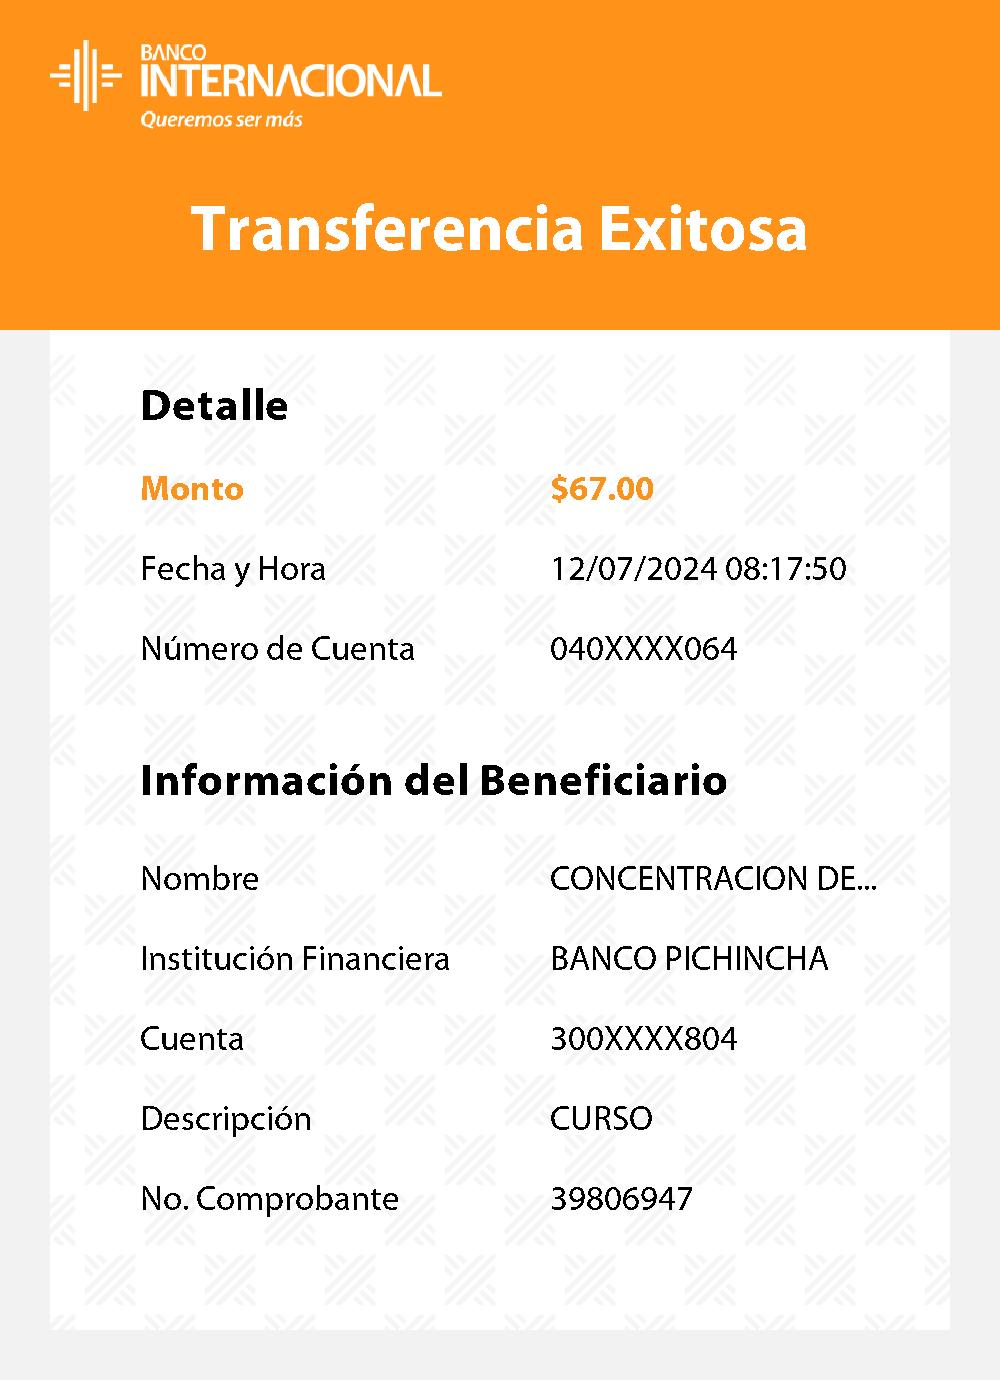 BANCO
INTERNACIONAL
Queremos ser más
Transferencia Exitosa
Detalle
Monto $67.00
Fecha y Hora 12/07/2024 08:17:50
Número de Cuenta 040XXXX064
Información del Beneficiario
Nombre CONCENTRACION DE...
Institución Financiera BANCO PICHINCHA
Cuenta 300XXXX804
Descripción CURSO
No. Comprobante 39806947